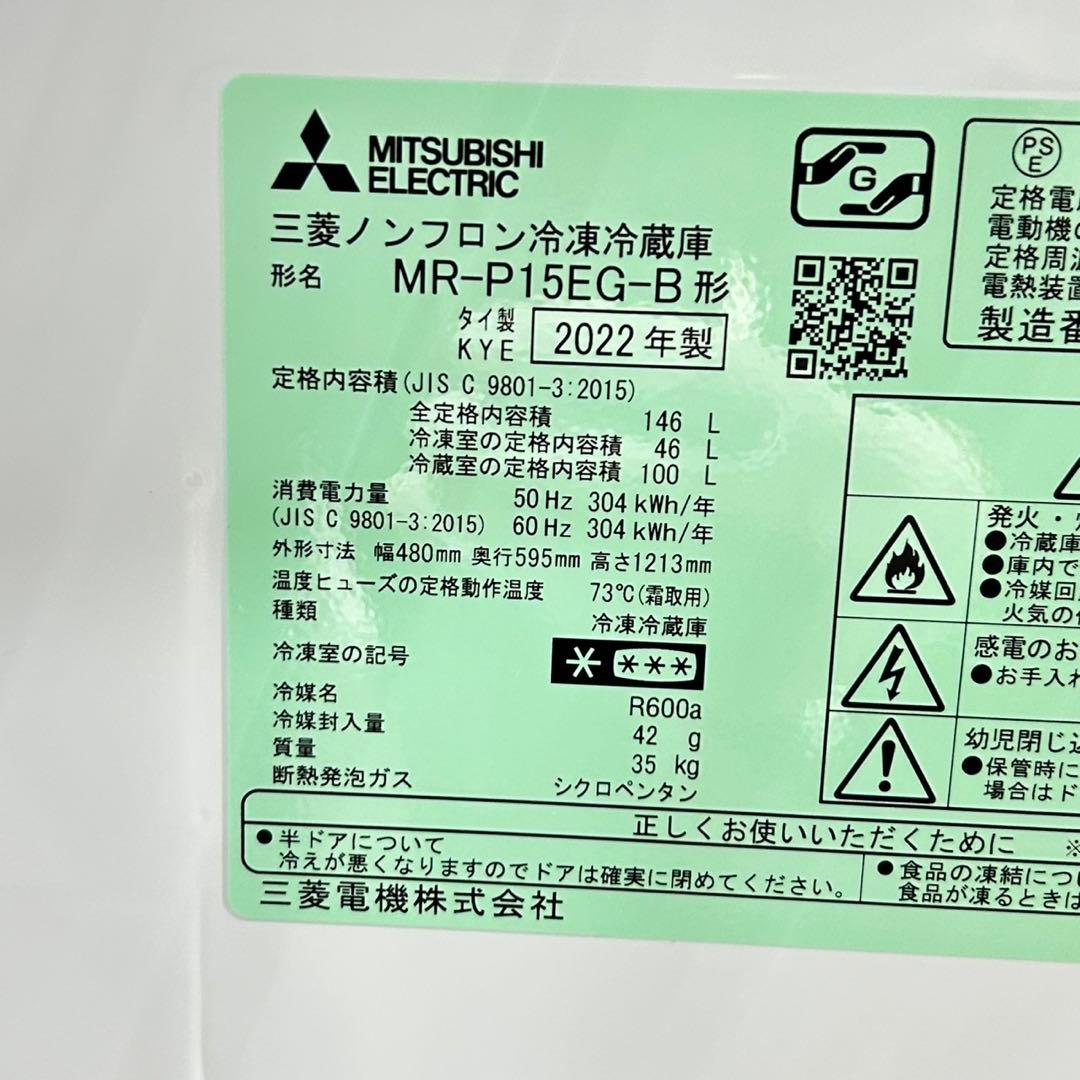 MITSUBISHI
ELECTRIC
三菱ノンフロン冷凍冷蔵庫
形名 MR-P15EG-B 形
タイ製
KYE 2022年製
定格内容積(JIS C 9801-3:2015)
全定格内容積 146 L
冷凍室の定格内容積 46 L
冷蔵室の定格内容積 100 L
消費電力量 50Hz 304kWh/年
(JIS C 9801-3:2015) 60Hz 304kWh/年
外形寸法 幅480mm 奥行595mm 高さ1213mm
温度ヒューズの定格動作温度 73℃(霜取用)
種類 冷凍冷蔵庫
冷凍室の記号 * ***
冷媒名 R600a
冷媒封入量 42 g
質量 35 kg
断熱発泡ガス シクロペンタン
G
PS
E
定格電
電動機
定格周
電熱装置
製造番
発火・
●冷蔵庫
●庫内で
●冷媒回
火気の
感電のお
●お手入れ
幼児閉じ込
●保管時に
場合はド
正しくお使いいただくために ※
●半ドアについて
冷えが悪くなりますのでドアは確実に閉めてください。
●食品の凍結につい
食品が凍るときは
三菱電機株式会社